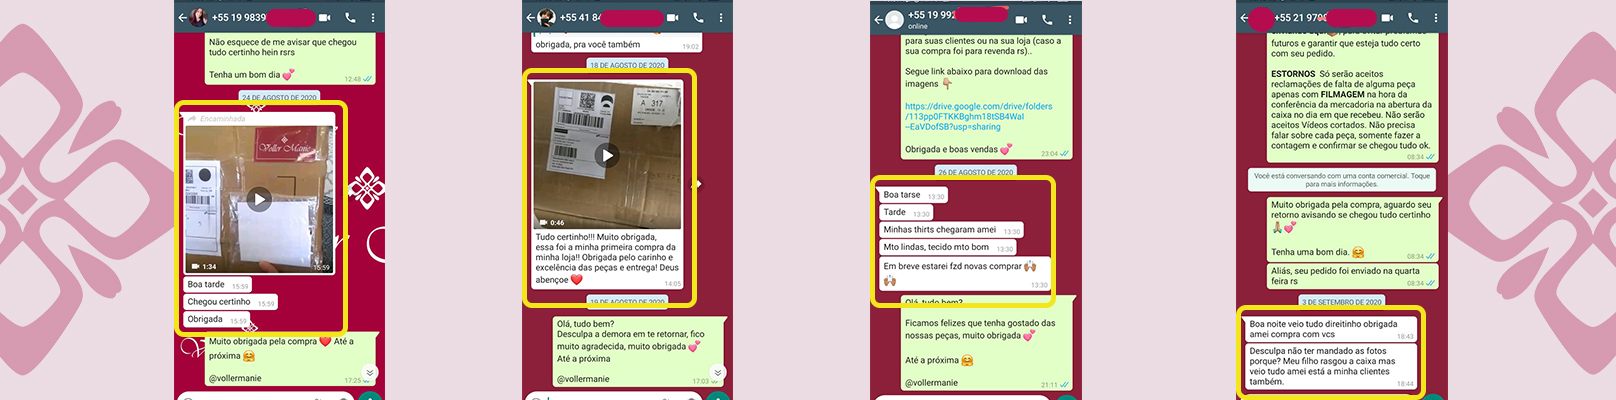 +55 19 9839
Não esquece de me avisar que chegou
tudo certinho hein rsrs
Tenha um bom dia 💕
12:48
24 DE AGOSTO DE 2020
Encaminhada
Voller Manie
1:34
15:59
Boa tarde 15:59
Chegou certinho 15:59
Obrigada 15:59
Muito obrigada pela compra ❤️ Até a
próxima 🤗
17:25
+55 41 84
obrigada, pra você também
19:02
18 DE AGOSTO DE 2020
A 317
0:46
Tudo certinho!!! Muito obrigada,
essa foi a minha primeira compra da
minha loja!! Obrigada pelo carinho e
excelência das peças e entrega! Deus
abençoe ❤️
14:05
19 DE AGOSTO DE 2020
Olá, tudo bem?
Desculpa a demora em te retornar, fico
muito agradecida, muito obrigada 💕
Até a próxima
@vollermanie
17:03
+55 19 99
online
para suas clientes ou na sua loja (caso a
sua compra foi para revenda rs)..
Segue link abaixo para download das
imagens 👇🏼
https://drive.google.com/drive/folders
/113pp0FTKKBghm18tSB4WaI
–EaVDofSB?usp=sharing
Obrigada e boas vendas 💕
23:04
26 DE AGOSTO DE 2020
Boa tarse 13:30
Tarde 13:30
Minhas thirts chegaram amei 13:30
Mto lindas, tecido mto bom 13:30
Em breve estarei fzd novas comprar 🙌🏽
🙌🏽
13:30
Olá, tudo bem?
Ficamos felizes que tenha gostado das
nossas peças, muito obrigada 💕
Até a próxima 🤗
@vollermanie
21:11
+55 21 970
futuros e garantir que esteja tudo certo
com seu pedido.
ESTORNOS Só serão aceitos
reclamações de falta de alguma peça
apenas com FILMAGEM na hora da
conferência da mercadoria na abertura da
caixa no dia em que recebeu. Não serão
aceitos Vídeos cortados. Não precisa
falar sobre cada peça, somente fazer a
contagem e confirmar se chegou tudo ok.
08:34
Você está conversando com uma conta comercial. Toque
para mais informações.
Muito obrigada pela compra, aguardo seu
retorno avisando se chegou tudo certinho
🙏🏼💕
Tenha uma bom dia. 🤗
08:34
Aliás, seu pedido foi enviado na quarta
feira rs
08:34
3 DE SETEMBRO DE 2020
Boa noite veio tudo direitinho obrigada
amei compra com vcs
18:43
Desculpa não ter mandado as fotos
porque? Meu filho rasgou a caixa mas
veio tudo amei está a minha clientes
também.
18:44